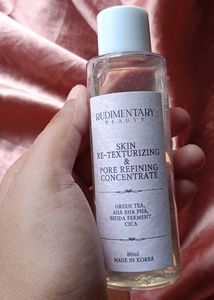 RUDIMENTARY
BEAUTY
SKIN
RE-TEXTURIZING
&
PORE REFINING
CONCENTRATE
GREEN TEA,
AHA BHA PHA,
BIFIDA FERMENT,
CICA
80ml
MADE IN KOREA